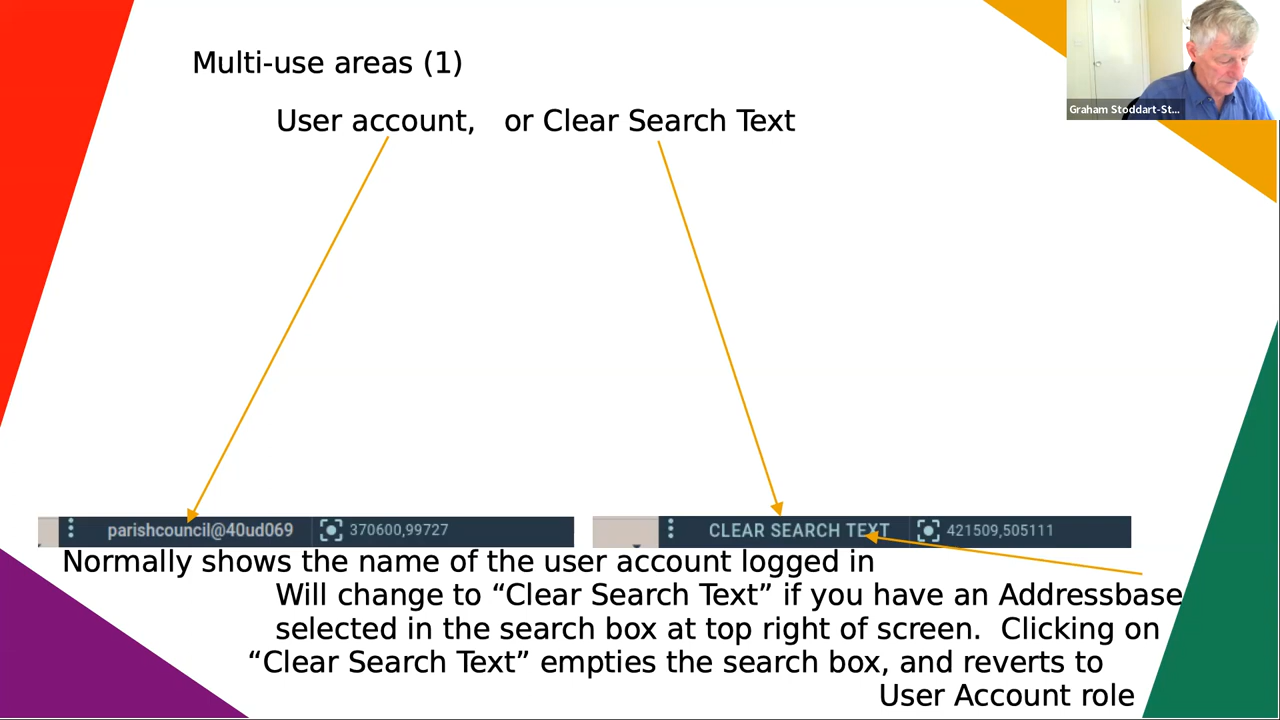 Multi-use areas (1)
User account,   or Clear Search Text
Graham Stoddart-St...
parishcouncil@40ud069 370600,99727
CLEAR SEARCH TEXT 421509,505111
Normally shows the name of the user account logged in
Will change to “Clear Search Text” if you have an Addressbase
selected in the search box at top right of screen.  Clicking on
“Clear Search Text” empties the search box, and reverts to
User Account role